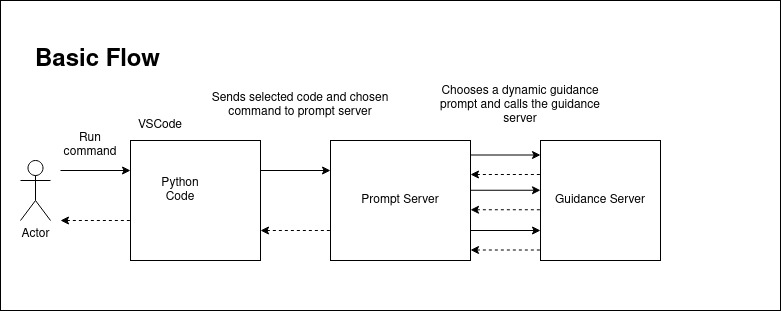 Basic Flow
Sends selected code and chosen
command to prompt server
Chooses a dynamic guidance
prompt and calls the guidance
server
VSCode
Run
command
Python
Code
Prompt Server
Guidance Server
Actor